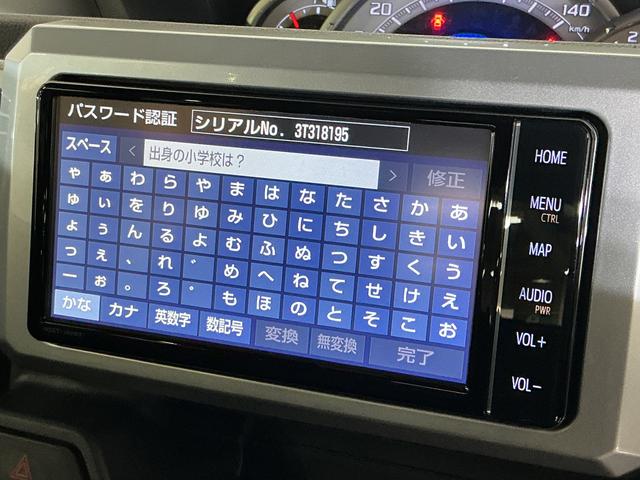 20
120
140
km/h
パスワード認証 シリアルNo. 3T318195
スペース < 出身の小学校は? > 修正
ゃ ぁ わ ら や ま は な た さ か あ
ゅ ぃ を り ゆ み ひ に ち し き い
ょ ぅ ん る よ む ふ ぬ つ す く う
っ ぇ 、 れ ゛ め へ ね て せ け え
ー ぉ 。 ろ ゜ も ほ の と そ こ お
かな カナ 英数字 数記号 変換 無変換 完了
HOME
MENU
CTRL
MAP
AUDIO
PWR
VOL+
VOL-